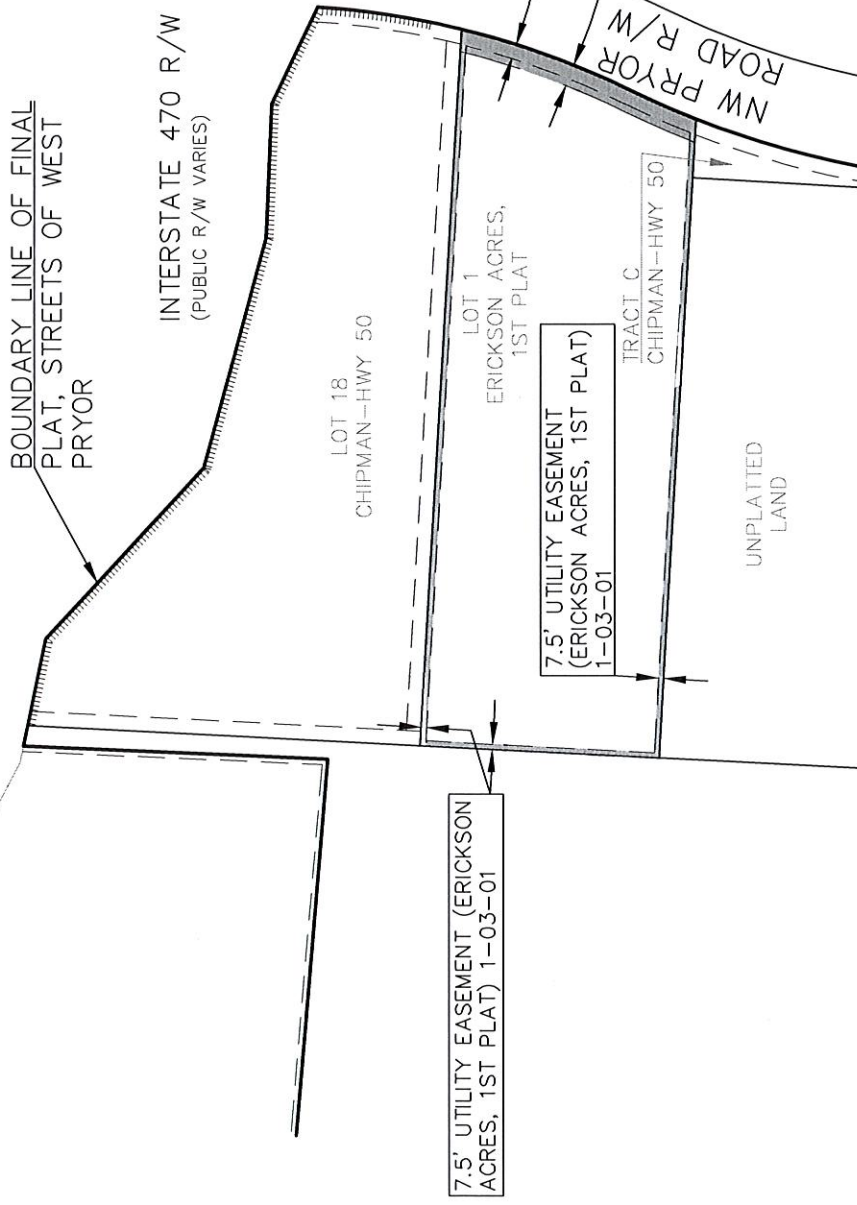 BOUNDARY LINE OF FINAL
PLAT, STREETS OF WEST
PRYOR
INTERSTATE 470 R/W
(PUBLIC R/W VARIES)
NW PRYOR
ROAD R/W
LOT 18
CHIPMAN-HWY 50
LOT 1
ERICKSON ACRES,
1ST PLAT
7.5' UTILITY EASEMENT
(ERICKSON ACRES, 1ST PLAT)
1-03-01
TRACT C
CHIPMAN-HWY 50
UNPLATTED
LAND
7.5' UTILITY EASEMENT (ERICKSON
ACRES, 1ST PLAT) 1-03-01